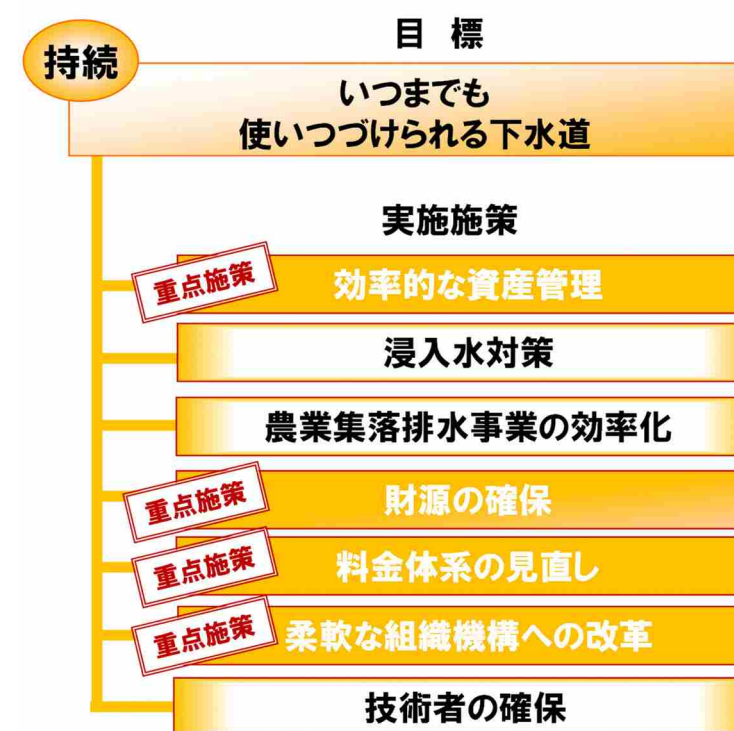 目 標
持続
いつまでも
使いつづけられる下水道
実施施策
重点施策
効率的な資産管理
浸入水対策
農業集落排水事業の効率化
重点施策
財源の確保
重点施策
料金体系の見直し
重点施策
柔軟な組織機構への改革
技術者の確保